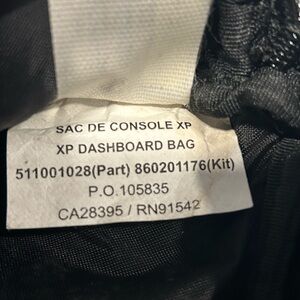 SAC DE CONSOLE XP
XP DASHBOARD BAG
511001028(Part) 860201176(Kit)
P.O.105835
CA28395 / RN91542